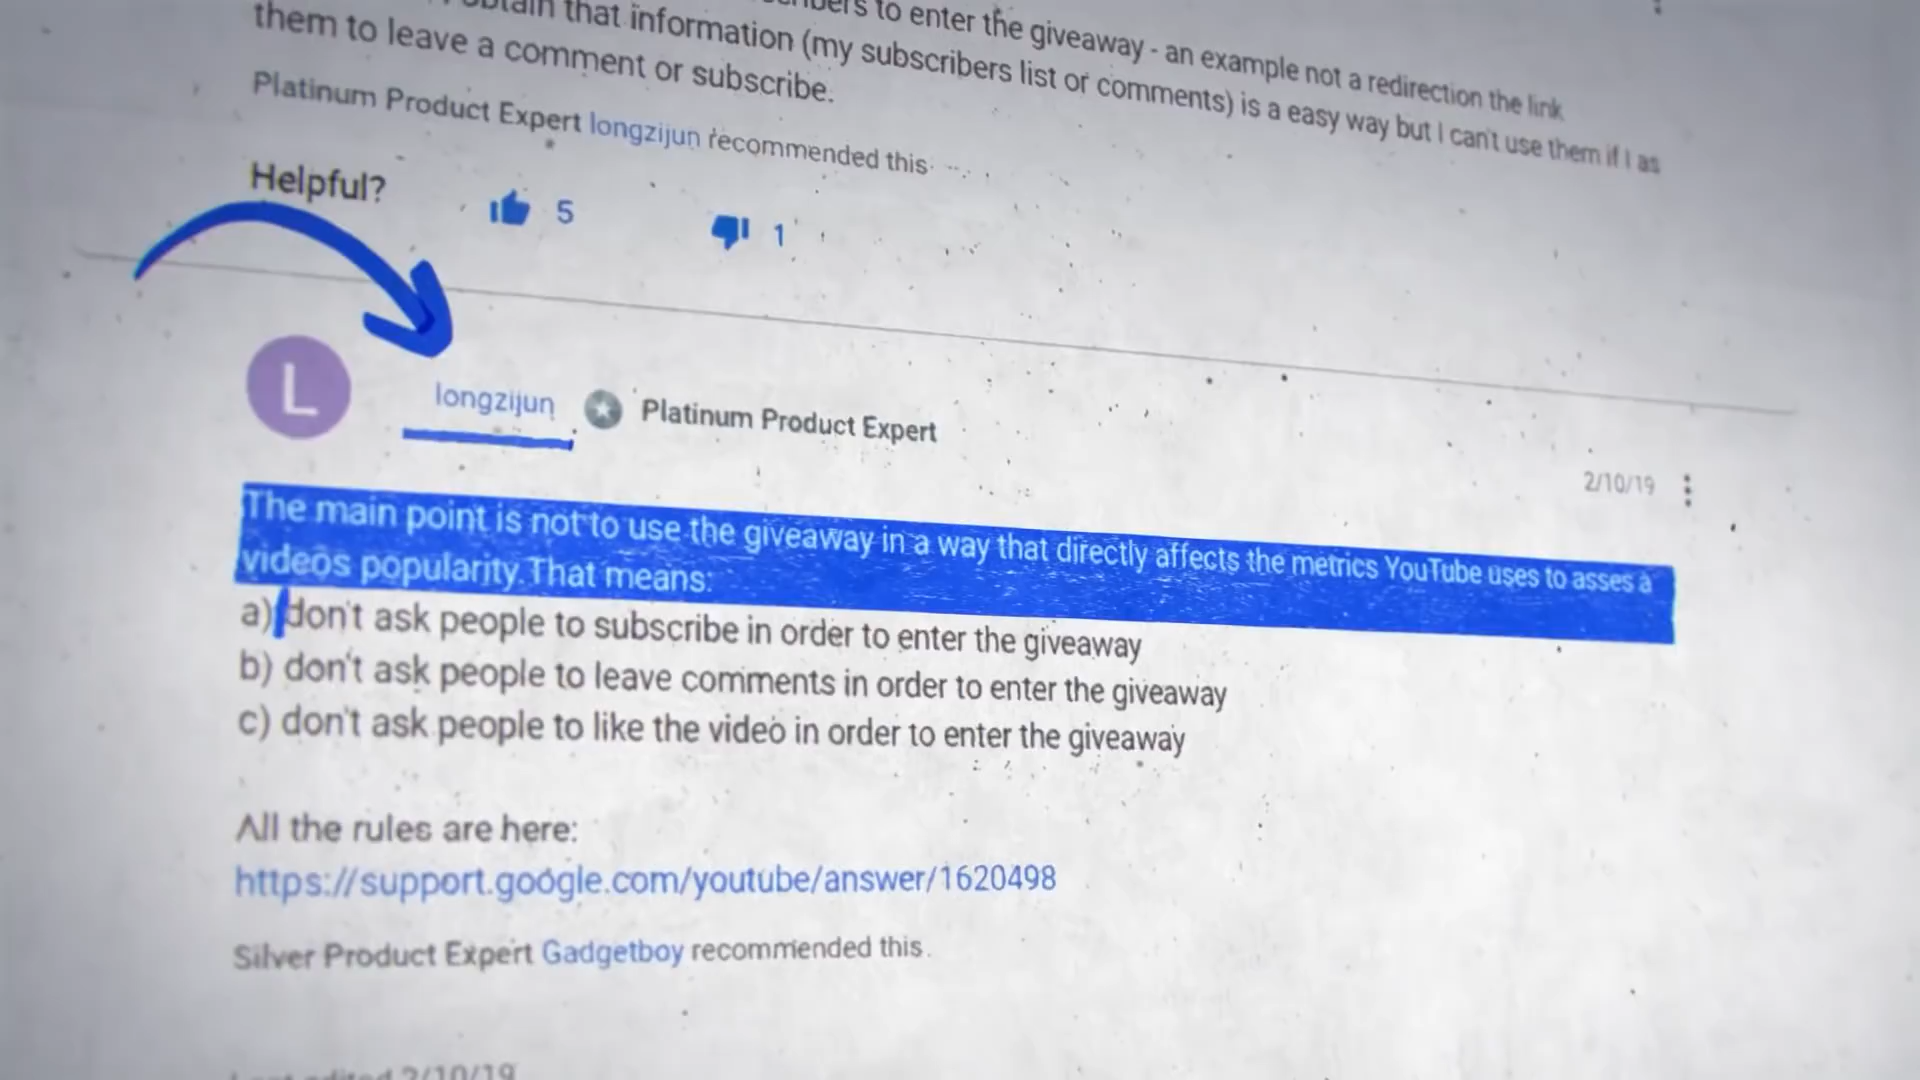 to enter the giveaway - an example not a redirection the link
that information (my subscribers list or comments) is a easy way but I can't use them if I as
them to leave a comment or subscribe.
Platinum Product Expert longzijun recommended this
Helpful? 5 1
L longzijun Platinum Product Expert
2/10/19
The main point is not to use the giveaway in a way that directly affects the metrics YouTube uses to asses a
videos popularity. That means:
a) don't ask people to subscribe in order to enter the giveaway
b) don't ask people to leave comments in order to enter the giveaway
c) don't ask people to like the video in order to enter the giveaway
All the rules are here:
https://support.google.com/youtube/answer/1620498
Silver Product Expert Gadgetboy recommended this.
edited 2/10/19